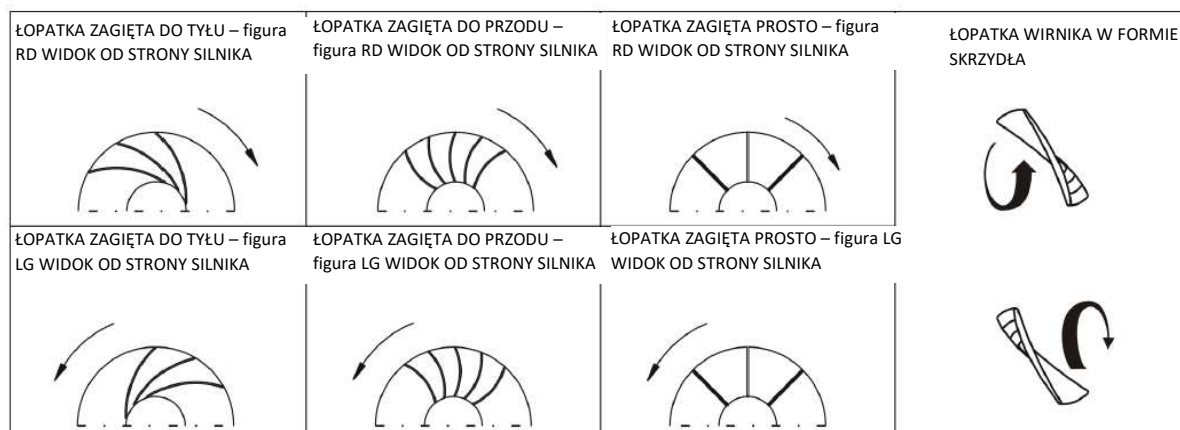 ŁOPATKA ZAGIĘTA DO TYŁU – figura
RD WIDOK OD STRONY SILNIKA
ŁOPATKA ZAGIĘTA DO PRZODU –
figura RD WIDOK OD STRONY SILNIKA
ŁOPATKA ZAGIĘTA PROSTO – figura
RD WIDOK OD STRONY SILNIKA
ŁOPATKA WIRNIKA W FORMIE
SKRZYDŁA
ŁOPATKA ZAGIĘTA DO TYŁU – figura
LG WIDOK OD STRONY SILNIKA
ŁOPATKA ZAGIĘTA DO PRZODU –
figura LG WIDOK OD STRONY SILNIKA
ŁOPATKA ZAGIĘTA PROSTO – figura LG
WIDOK OD STRONY SILNIKA